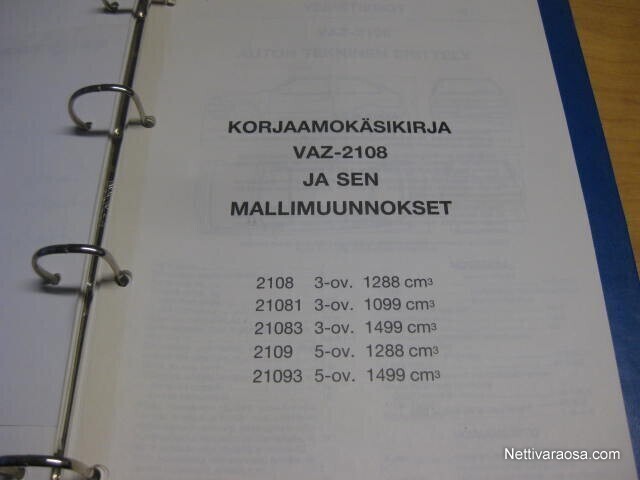 KORJAAMOKÄSIKIRJA
VAZ-2108
JA SEN
MALLIMUUNNOKSET
2108 3-ov. 1288 cm³
21081 3-ov. 1099 cm³
21083 3-ov. 1499 cm³
2109 5-ov. 1288 cm³
21093 5-ov. 1499 cm³
Nettivaraosa.com